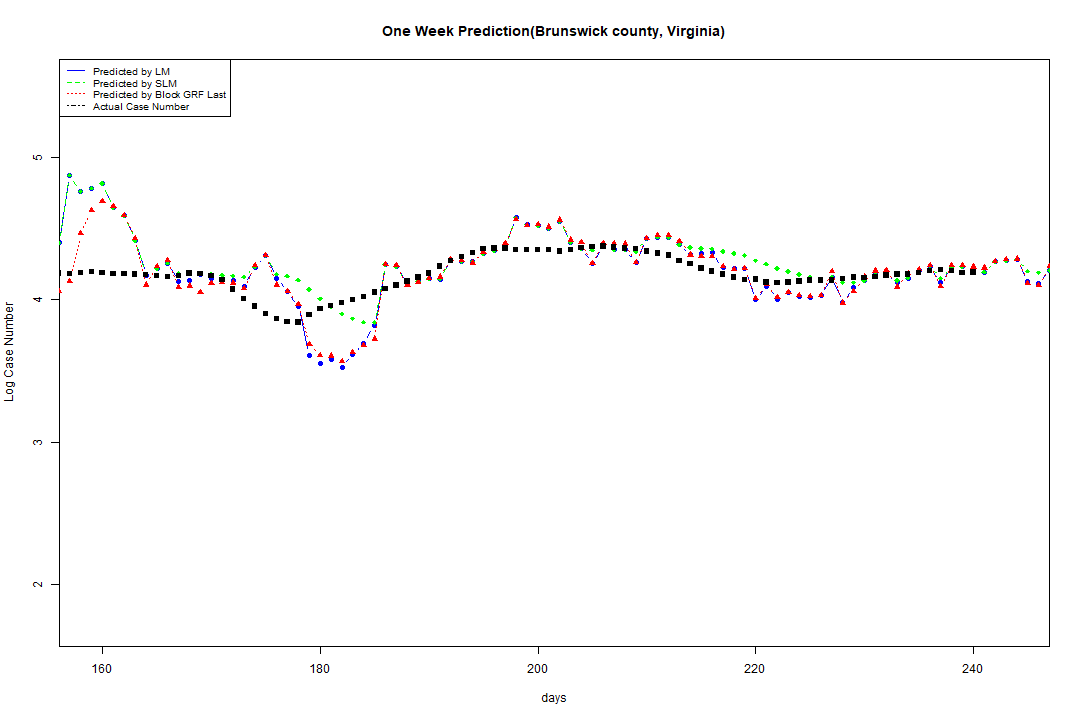 One Week Prediction(Brunswick county, Virginia)
Predicted by LM
Predicted by SLM
Predicted by Block GRF Last
Actual Case Number
5
4
3
2
Log Case Number
160 180 200 220 240
days